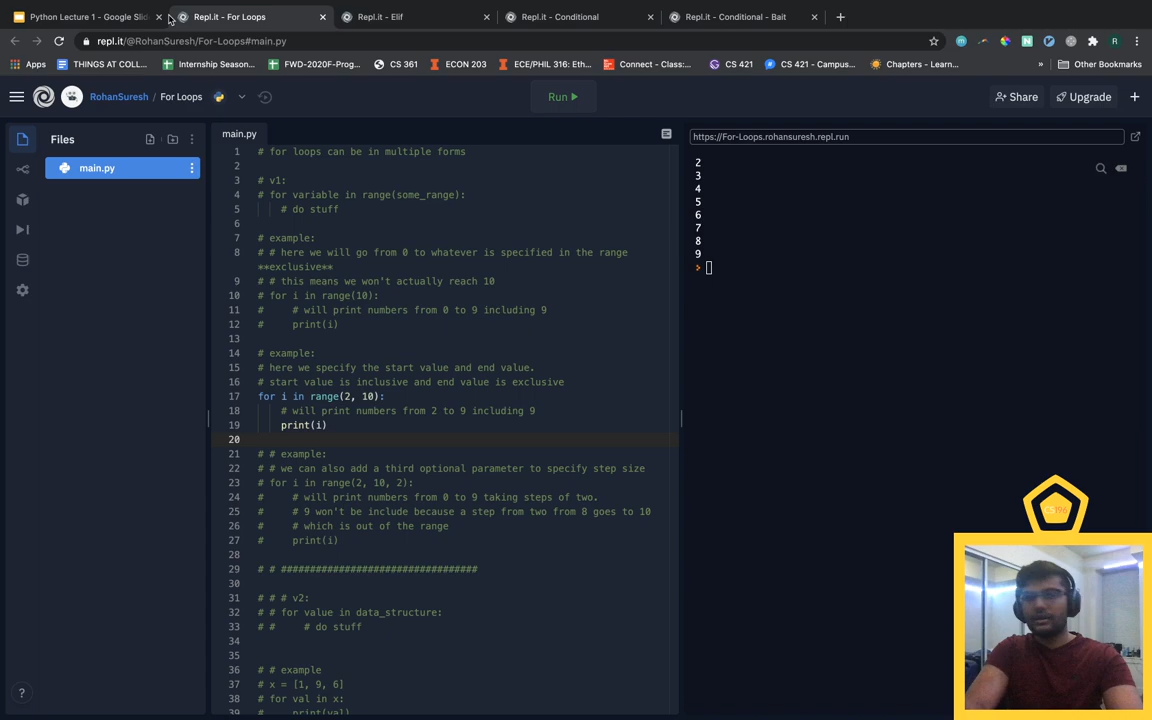 Python Lecture 1 - Google Slid
Repl.it - For Loops
Repl.it - Elif
Repl.it - Conditional
Repl.it - Conditional - Bait
repl.it/@RohanSuresh/For-Loops#main.py
R
Apps
THINGS AT COLL...
Internship Season...
FWD-2020F-Prog...
CS 361
ECON 203
ECE/PHIL 316: Eth...
Connect - Class:...
CS 421
CS 421 - Campus...
Chapters - Learn...
»
Other Bookmarks
RohanSuresh / For Loops
Run
Share
Upgrade
Files
main.py
main.py
1 # for loops can be in multiple forms
2
3 # v1:
4 # for variable in range(some_range):
5 # do stuff
6
7 # example:
8 # # here we will go from 0 to whatever is specified in the range
**exclusive**
9 # # this means we won't actually reach 10
10 # for i in range(10):
11 # # will print numbers from 0 to 9 including 9
12 # print(i)
13
14 # example:
15 # here we specify the start value and end value.
16 # start value is inclusive and end value is exclusive
17 for i in range(2, 10):
18 # will print numbers from 2 to 9 including 9
19 print(i)
20
21 # # example:
22 # # we can also add a third optional parameter to specify step size
23 # for i in range(2, 10, 2):
24 # # will print numbers from 0 to 9 taking steps of two.
25 # # 9 won't be include because a step from two from 8 goes to 10
26 # # which is out of the range
27 # print(i)
28
29 # # ##################################
30
31 # # # v2:
32 # # for value in data_structure:
33 # # # do stuff
34
35
36 # # example
37 # x = [1, 9, 6]
38 # for val in x:
39 # print(val)
https://For-Loops.rohansuresh.repl.run
2
3
4
5
6
7
8
9
>
CS196
?